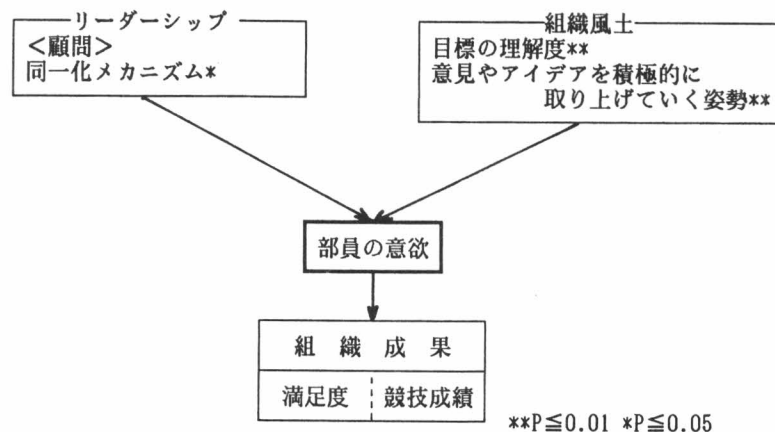 リーダーシップ
<顧問>
同一化メカニズム*
組織風土
目標の理解度**
意見やアイデアを積極的に
取り上げていく姿勢**
部員の意欲
組織成果
満足度 競技成績
**P≦0.01 *P≦0.05